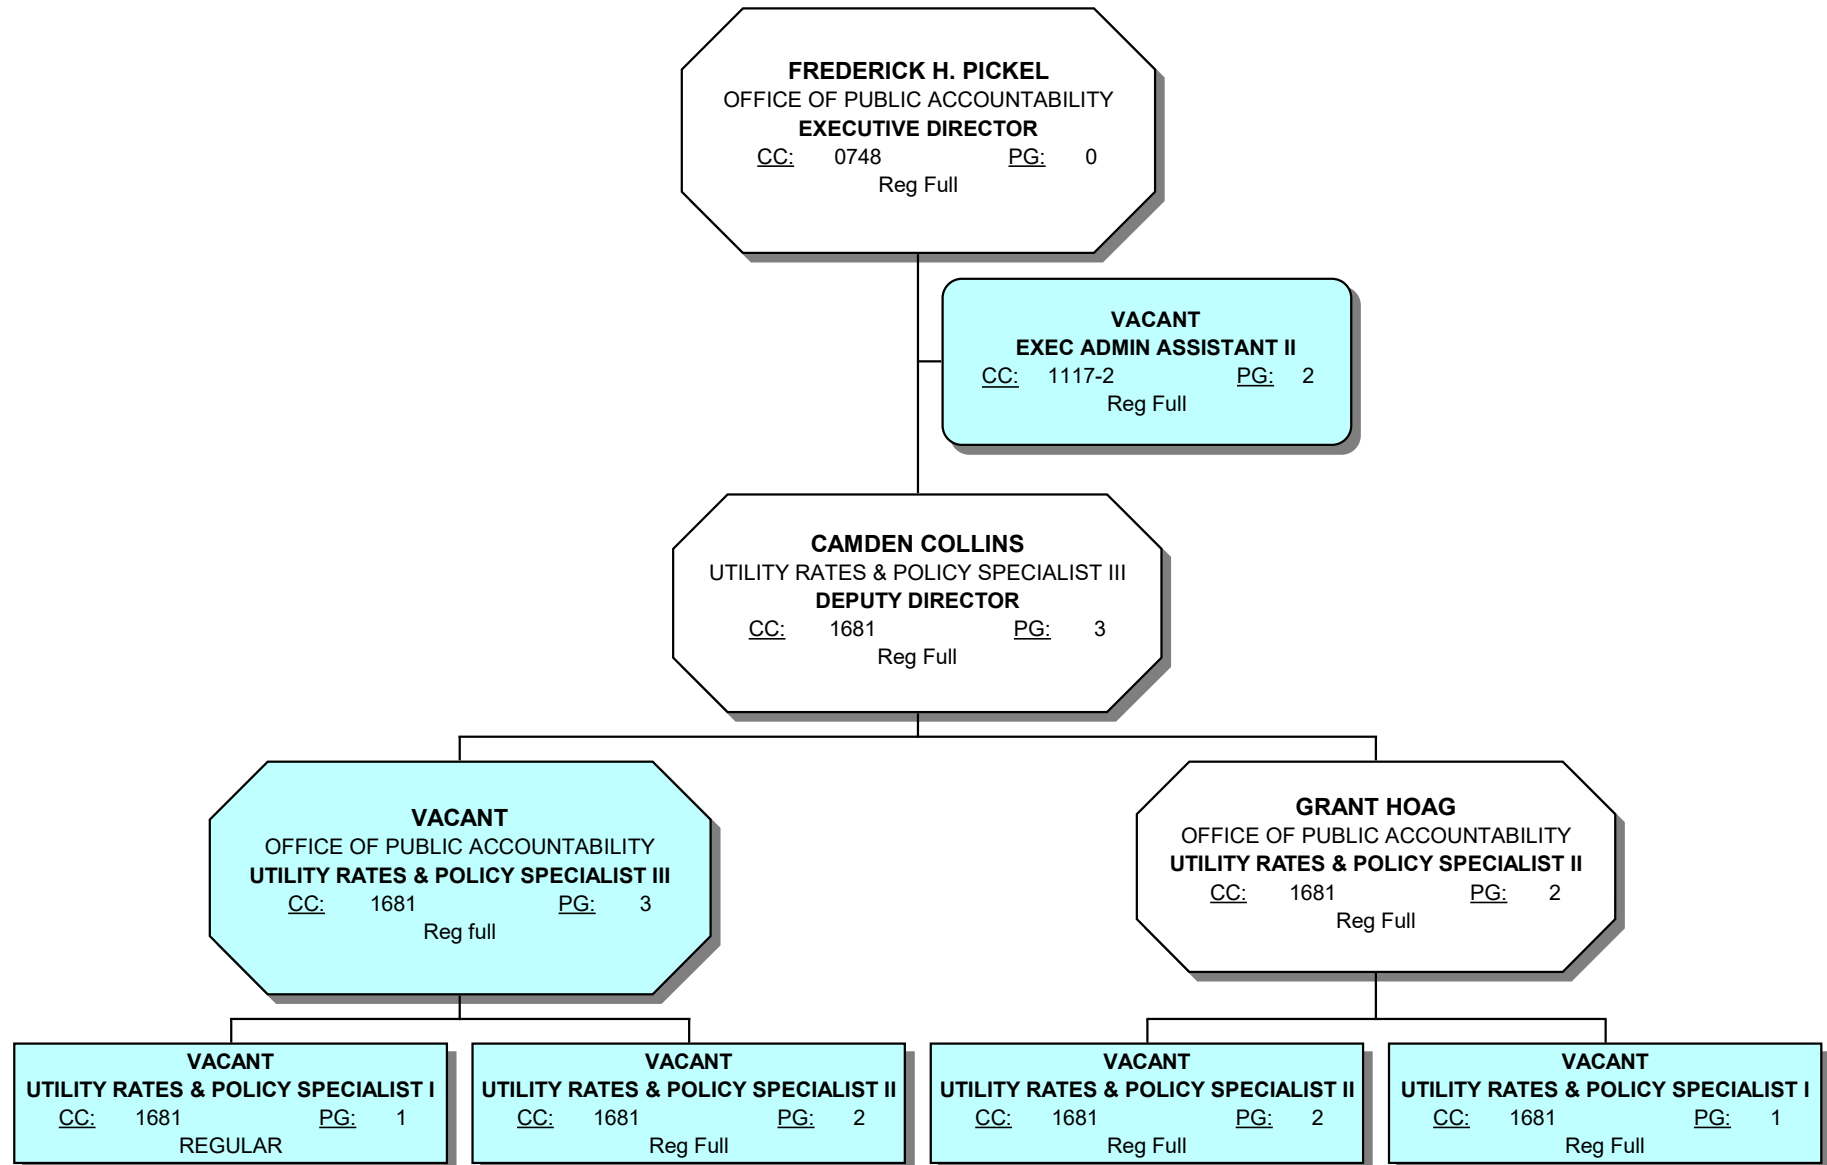 FREDERICK H. PICKEL
OFFICE OF PUBLIC ACCOUNTABILITY
EXECUTIVE DIRECTOR
CC: 0748 PG: 0
Reg Full
VACANT
EXEC ADMIN ASSISTANT II
CC: 1117-2 PG: 2
Reg Full
CAMDEN COLLINS
UTILITY RATES & POLICY SPECIALIST III
DEPUTY DIRECTOR
CC: 1681 PG: 3
Reg Full
VACANT
OFFICE OF PUBLIC ACCOUNTABILITY
UTILITY RATES & POLICY SPECIALIST III
CC: 1681 PG: 3
Reg full
GRANT HOAG
OFFICE OF PUBLIC ACCOUNTABILITY
UTILITY RATES & POLICY SPECIALIST II
CC: 1681 PG: 2
Reg Full
VACANT
UTILITY RATES & POLICY SPECIALIST I
CC: 1681 PG: 1
REGULAR
VACANT
UTILITY RATES & POLICY SPECIALIST II
CC: 1681 PG: 2
Reg Full
VACANT
UTILITY RATES & POLICY SPECIALIST II
CC: 1681 PG: 2
Reg Full
VACANT
UTILITY RATES & POLICY SPECIALIST I
CC: 1681 PG: 1
Reg Full